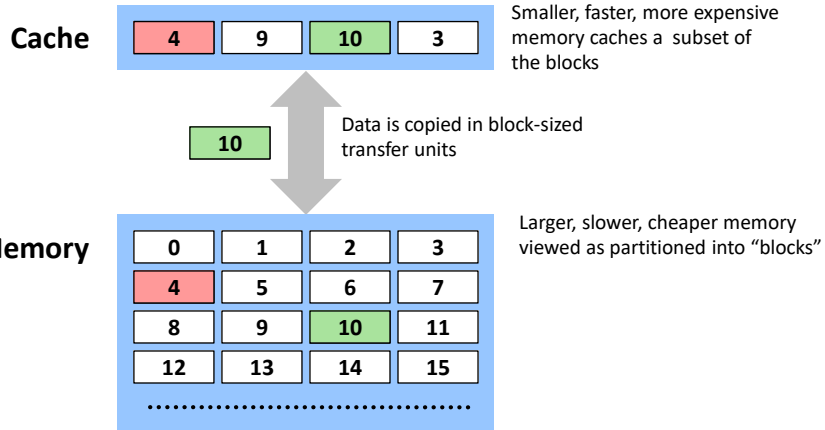 Cache
4 9 10 3
Smaller, faster, more expensive
memory caches a subset of
the blocks
10
Data is copied in block-sized
transfer units
emory
0 1 2 3
4 5 6 7
8 9 10 11
12 13 14 15
Larger, slower, cheaper memory
viewed as partitioned into “blocks”